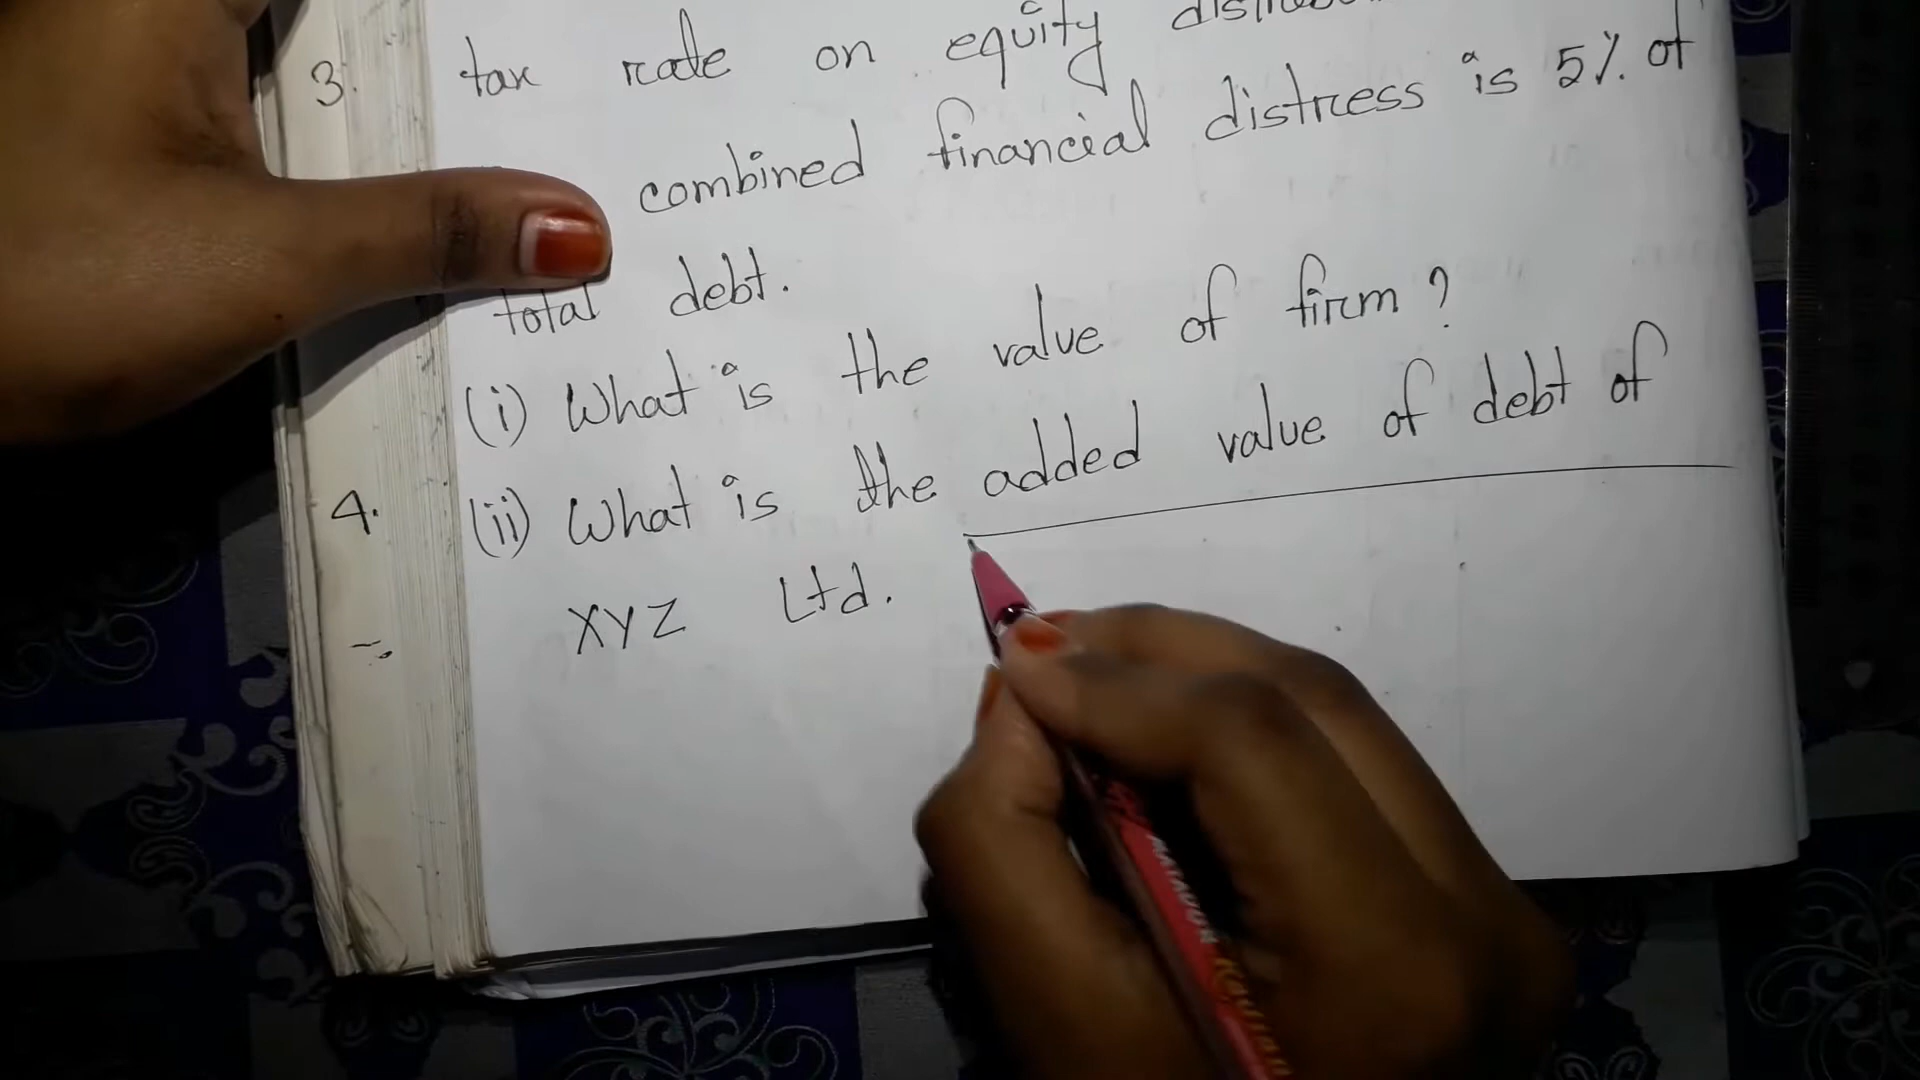 3. tax rate on equity
combined financial distress is 5% of
total debt.
(i) What is the value of firm?
4. (ii) What is the added value of debt of
XYZ Ltd.
MATADOR